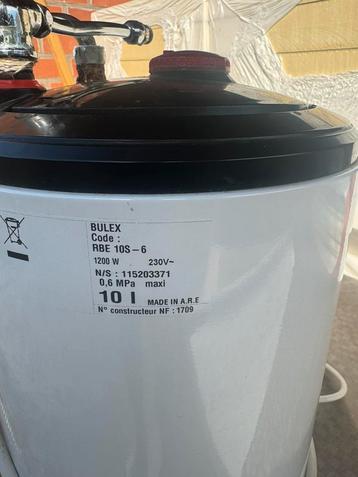 BULEX
Code :
RBE 10S-6
1200 W 230V~
N/S : 115203371
0,6 MPa maxi
10 l MADE IN A.R.E
N° constructeur NF : 1709